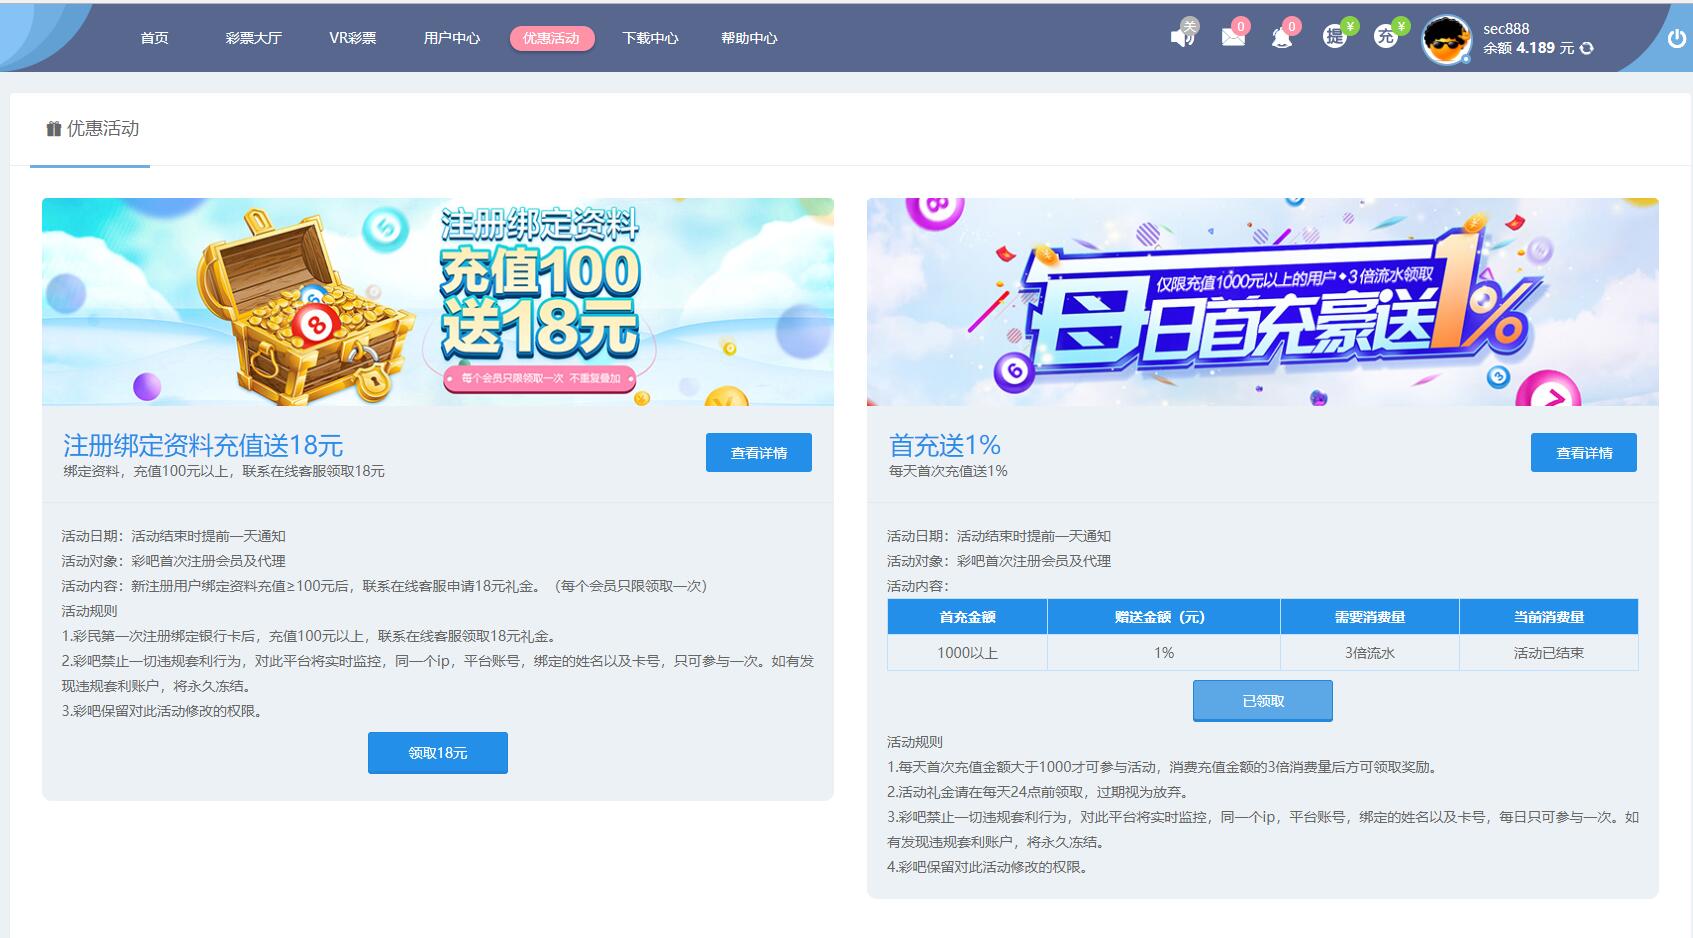 首页 彩票大厅 VR彩票 用户中心 优惠活动 下载中心 帮助中心
关 0 0 提 ¥ 充 ¥
sec888
余额 4.189 元
优惠活动
注册绑定资料
充值100
送18元
每个会员只限领取一次 不重复叠加
注册绑定资料充值送18元
绑定资料，充值100元以上，联系在线客服领取18元
查看详情
活动日期：活动结束时提前一天通知
活动对象：彩吧首次注册会员及代理
活动内容：新注册用户绑定资料充值≥100元后，联系在线客服申请18元礼金。（每个会员只限领取一次）
活动规则
1.彩民第一次注册绑定银行卡后，充值100元以上，联系在线客服领取18元礼金。
2.彩吧禁止一切违规套利行为，对此平台将实时监控，同一个ip，平台账号，绑定的姓名以及卡号，只可参与一次。如有发
现违规套利账户，将永久冻结。
3.彩吧保留对此活动修改的权限。
领取18元
仅限充值1000元以上的用户◆3倍流水领取
每日首充豪送1%
首充送1%
每天首次充值送1%
查看详情
活动日期：活动结束时提前一天通知
活动对象：彩吧首次注册会员及代理
活动内容：
首充金额 赠送金额（元） 需要消费量 当前消费量
1000以上 1% 3倍流水 活动已结束
已领取
活动规则
1.每天首次充值金额大于1000才可参与活动，消费充值金额的3倍消费量后方可领取奖励。
2.活动礼金请在每天24点前领取，过期视为放弃。
3.彩吧禁止一切违规套利行为，对此平台将实时监控，同一个ip，平台账号，绑定的姓名以及卡号，每日只可参与一次。如
有发现违规套利账户，将永久冻结。
4.彩吧保留对此活动修改的权限。